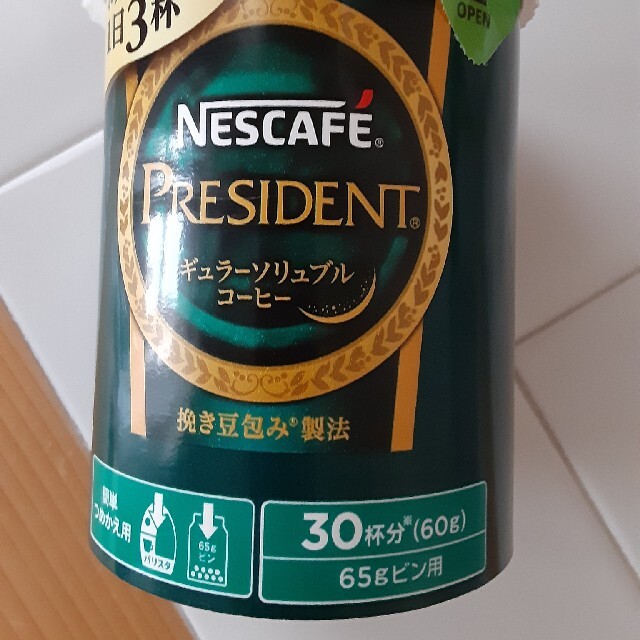 1日3杯
OPEN
NESCAFÉ®
PRESIDENT®
ギュラーソリュブル
コーヒー
挽き豆包み®製法
簡単
つめかえ用
バリスタ
65g
ビン
30杯分※(60g)
65gビン用